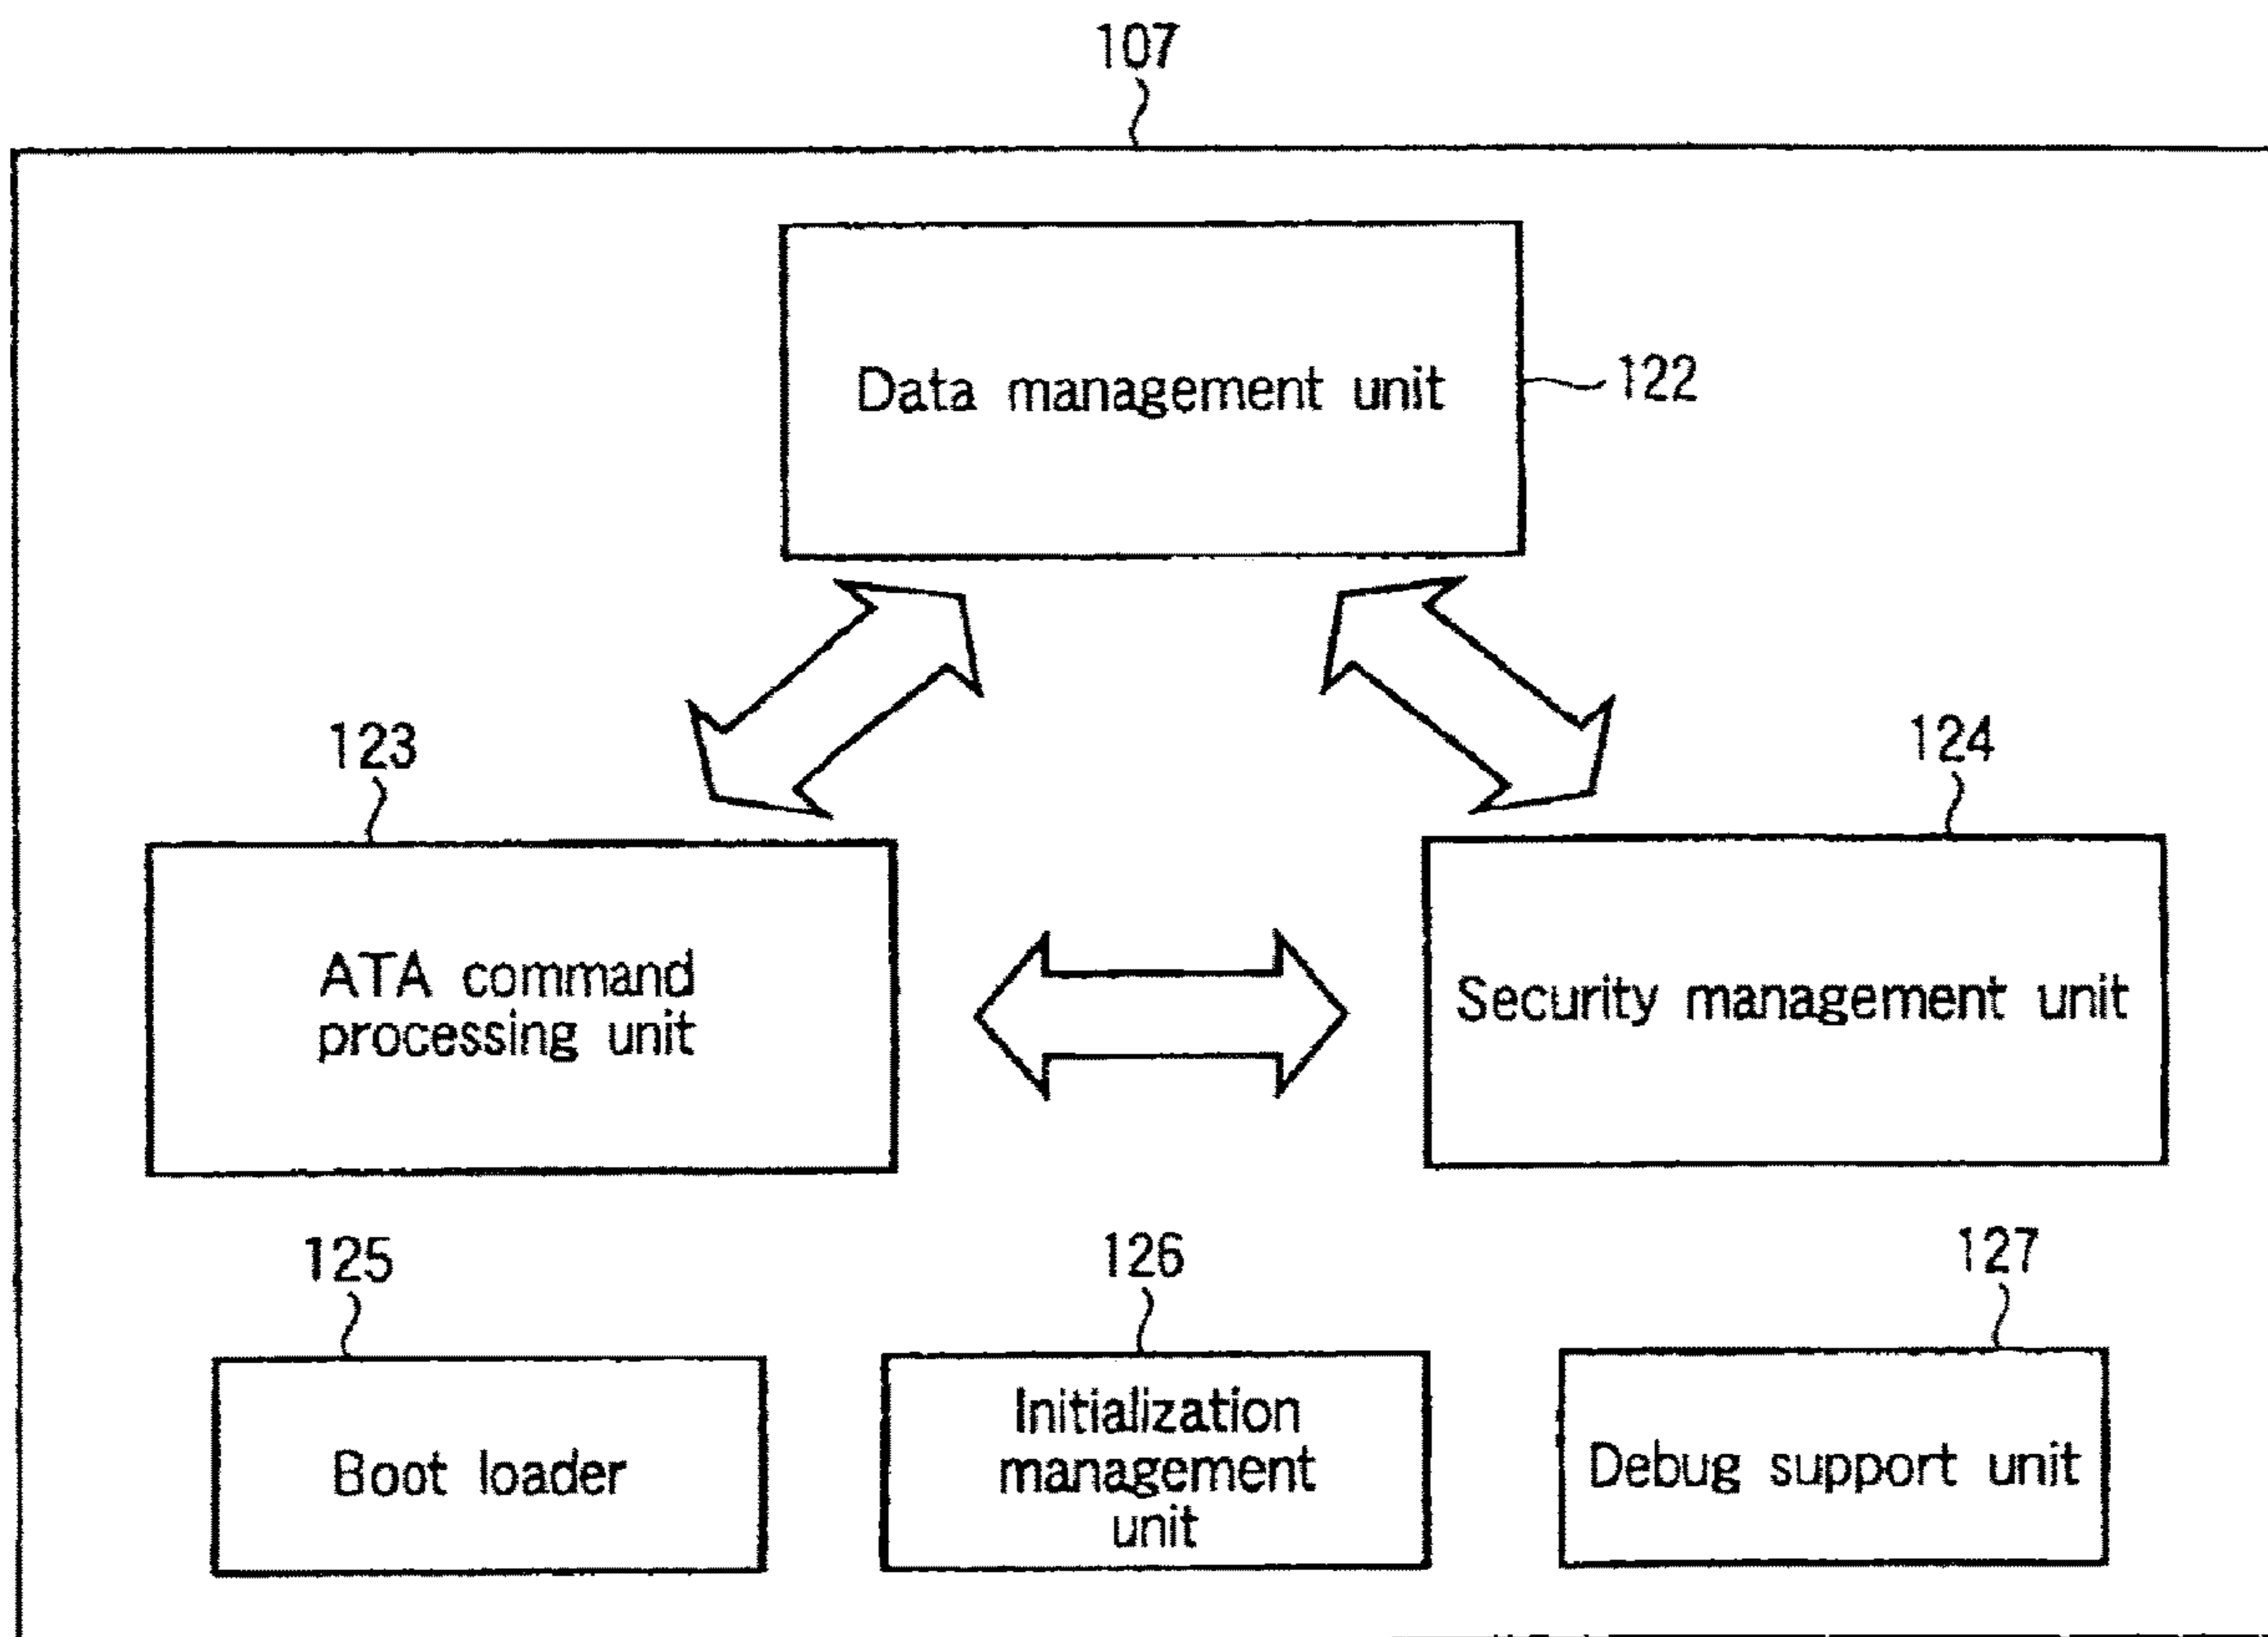 107
Data management unit
122
123
124
ATA command
processing unit
Security management unit
125
126
127
Boot loader
Initialization
management
unit
Debug support unit